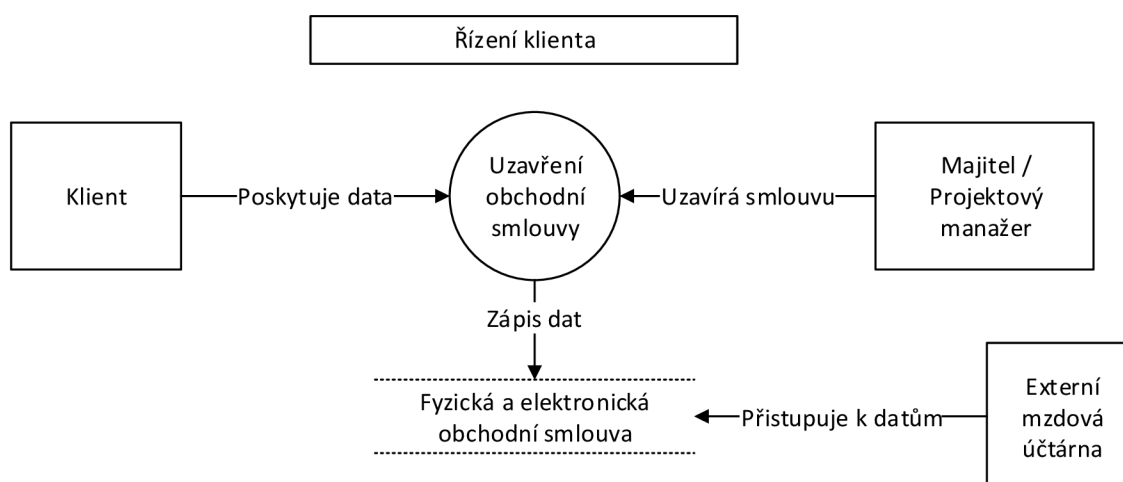 Řízení klienta
Klient
Poskytuje data
Uzavření
obchodní
smlouvy
Uzavírá smlouvu
Majitel /
Projektový
manažer
Zápis dat
Fyzická a elektronická
obchodní smlouva
Přistupuje k datům
Externí
mzdová
účtárna